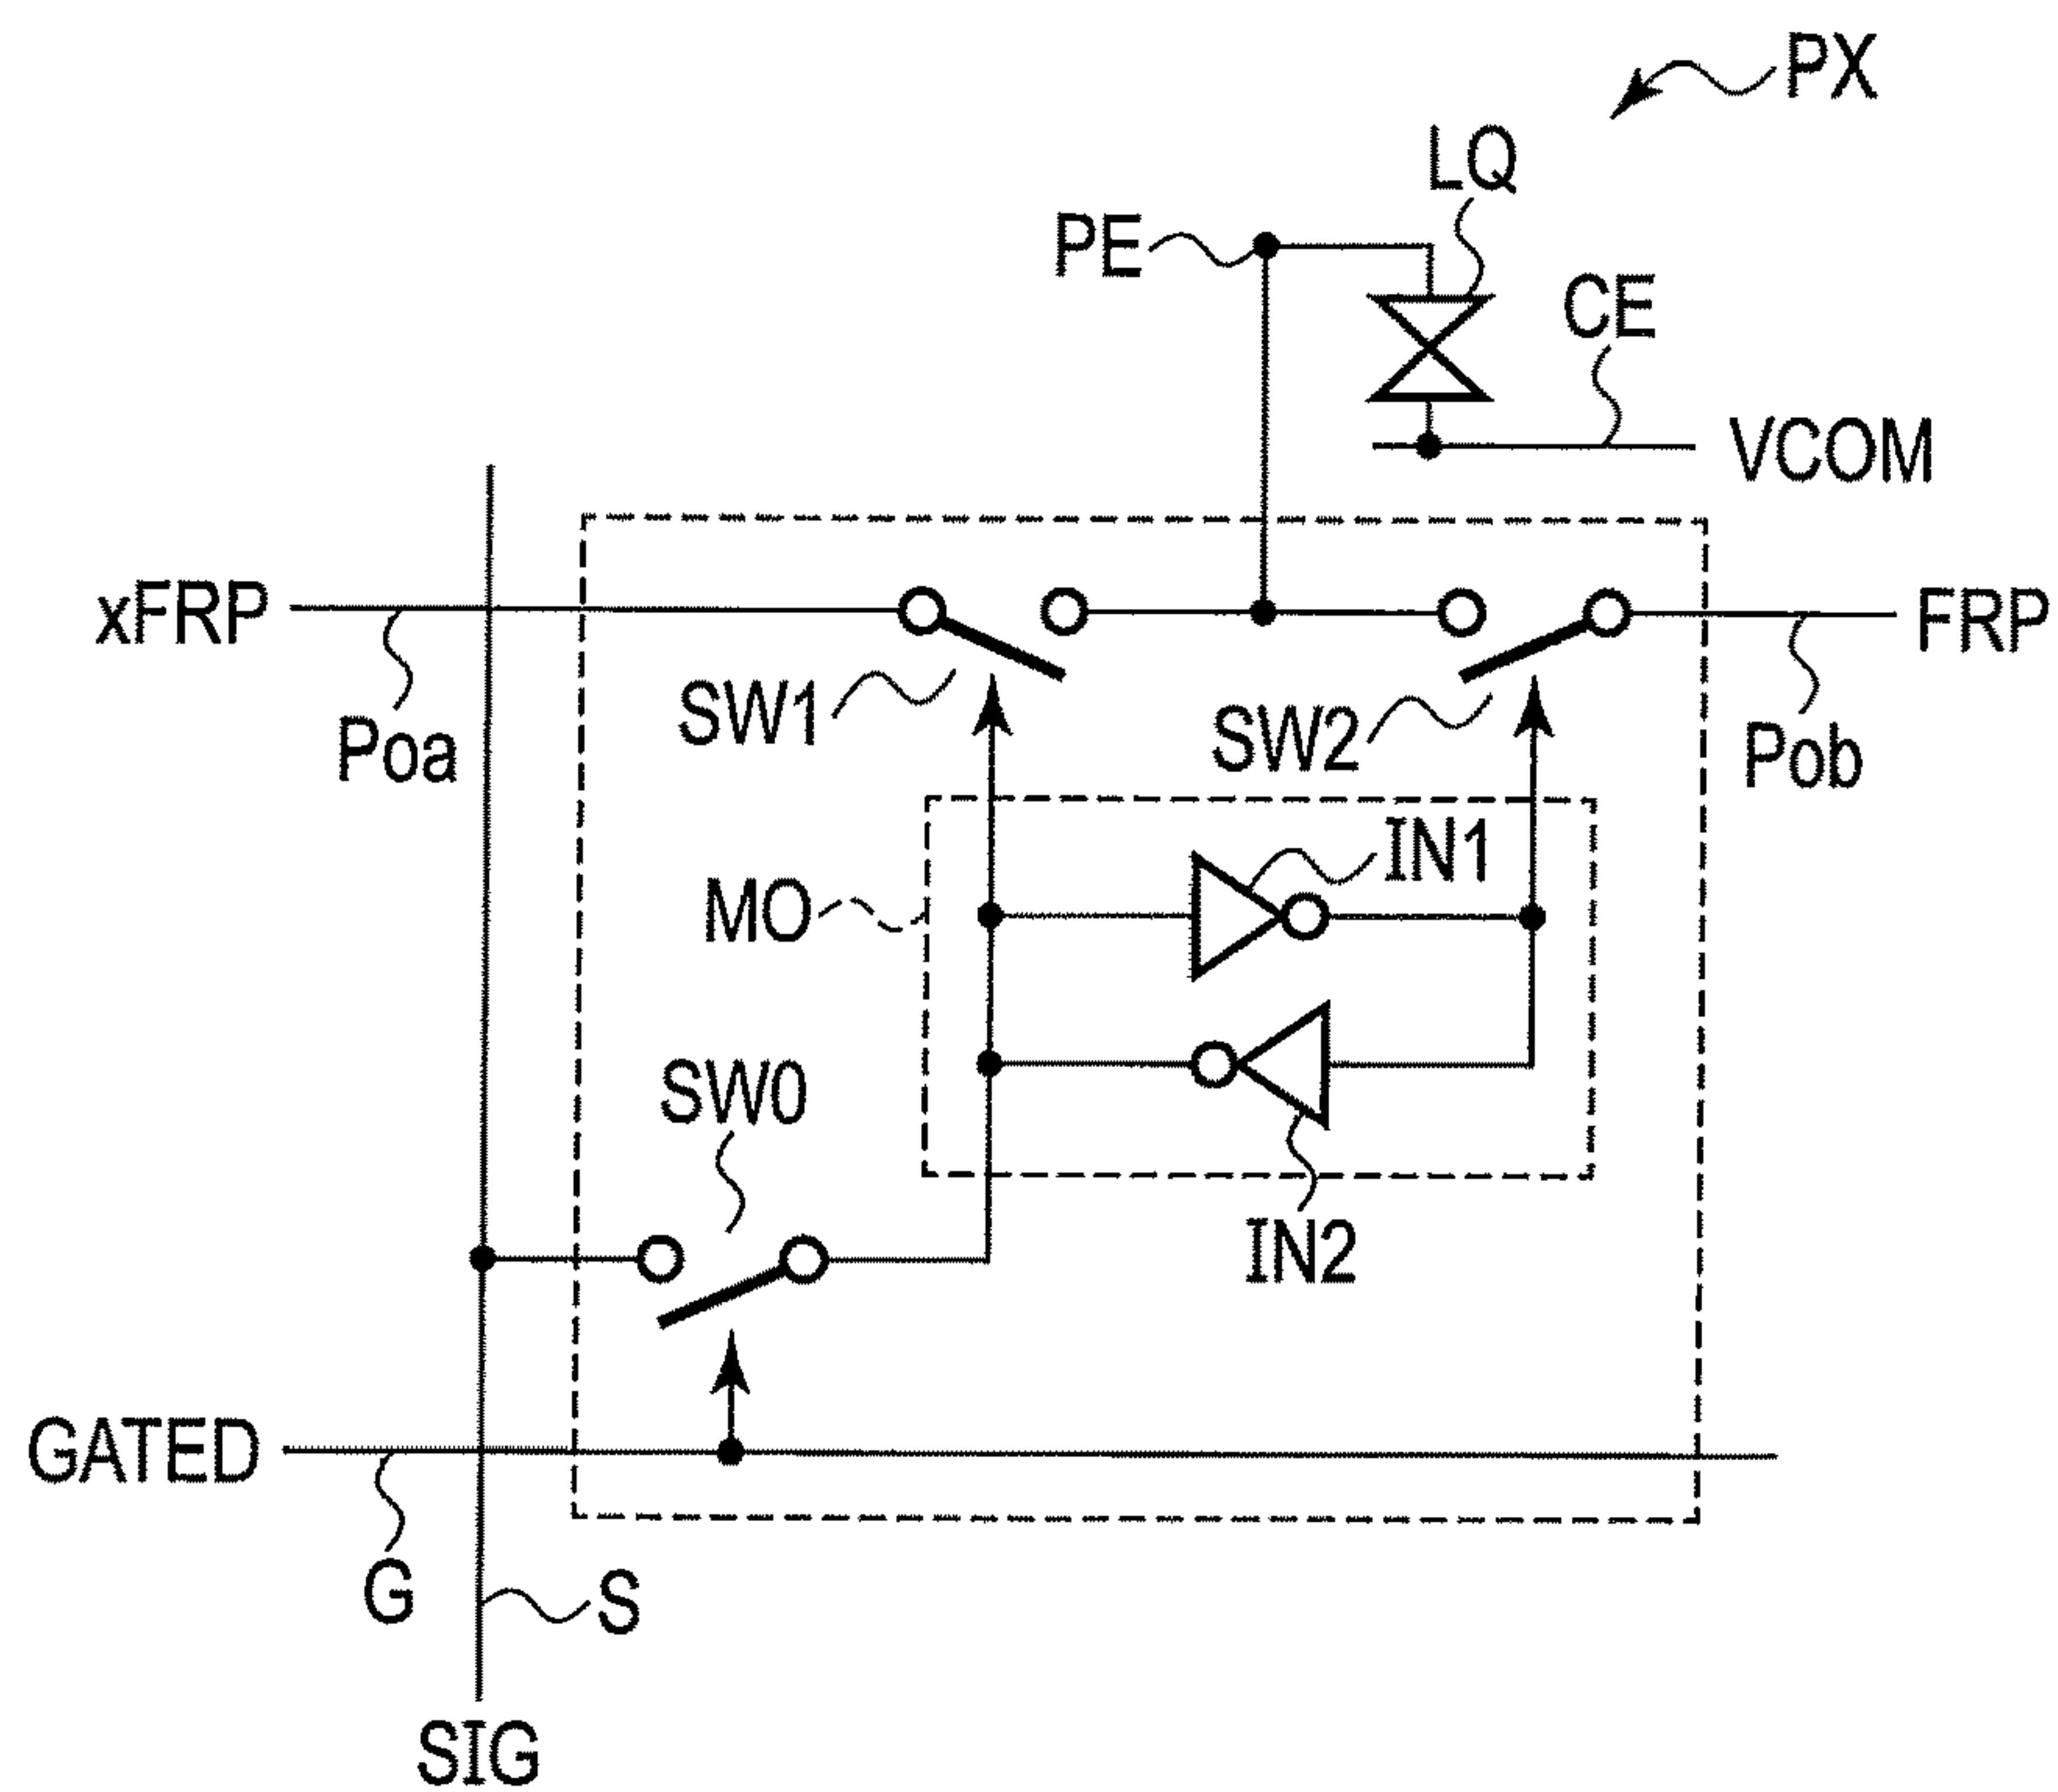 PX
LQ
PE
CE
VCOM
xFRP
FRP
Poa
SW1
SW2
Pob
IN1
MO
SW0
IN2
GATED
G
S
SIG